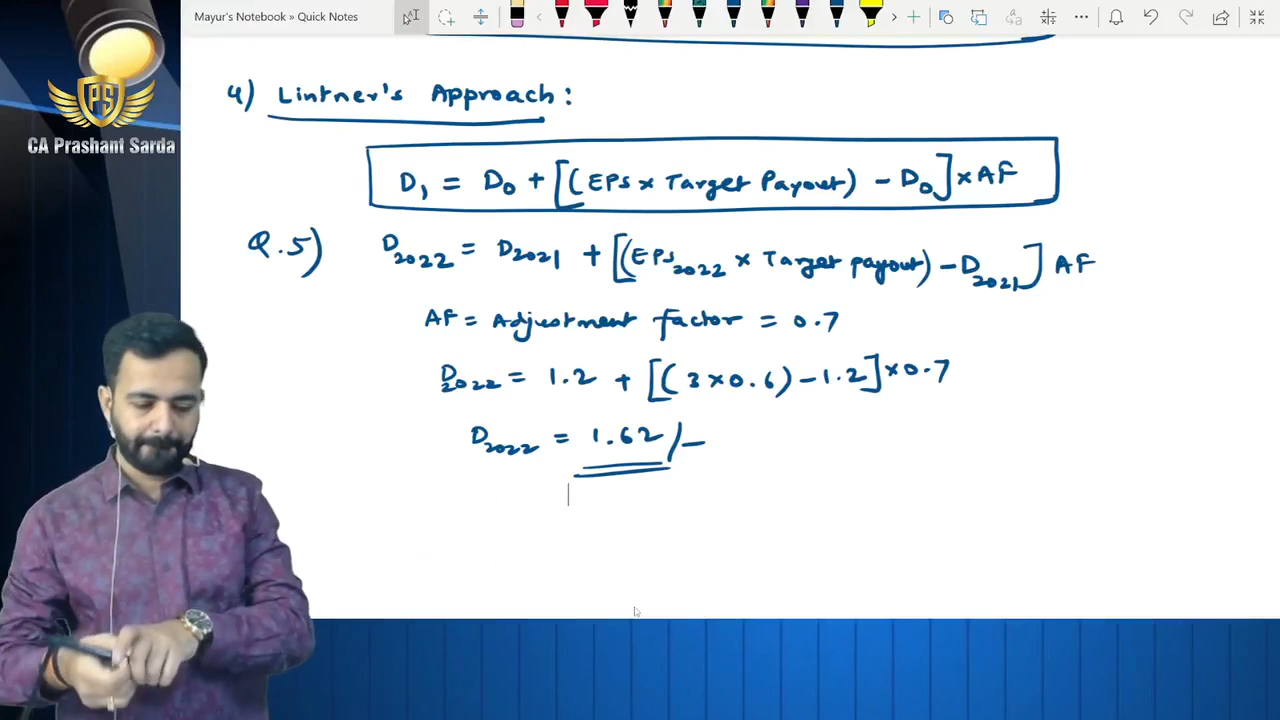 Mayur's Notebook » Quick Notes
PS
CA Prashant Sarda
4) Lintner's Approach:
D₁ = D₀ + [(EPS × Target Payout) - D₀] × AF
Q.5) D₂₀₂₂ = D₂₀₂₁ + [(EPS₂₀₂₂ × Target payout) - D₂₀₂₁] AF
AF = Adjustment factor = 0.7
D₂₀₂₂ = 1.2 + [(3×0.6) - 1.2] × 0.7
D₂₀₂₂ = 1.62/-